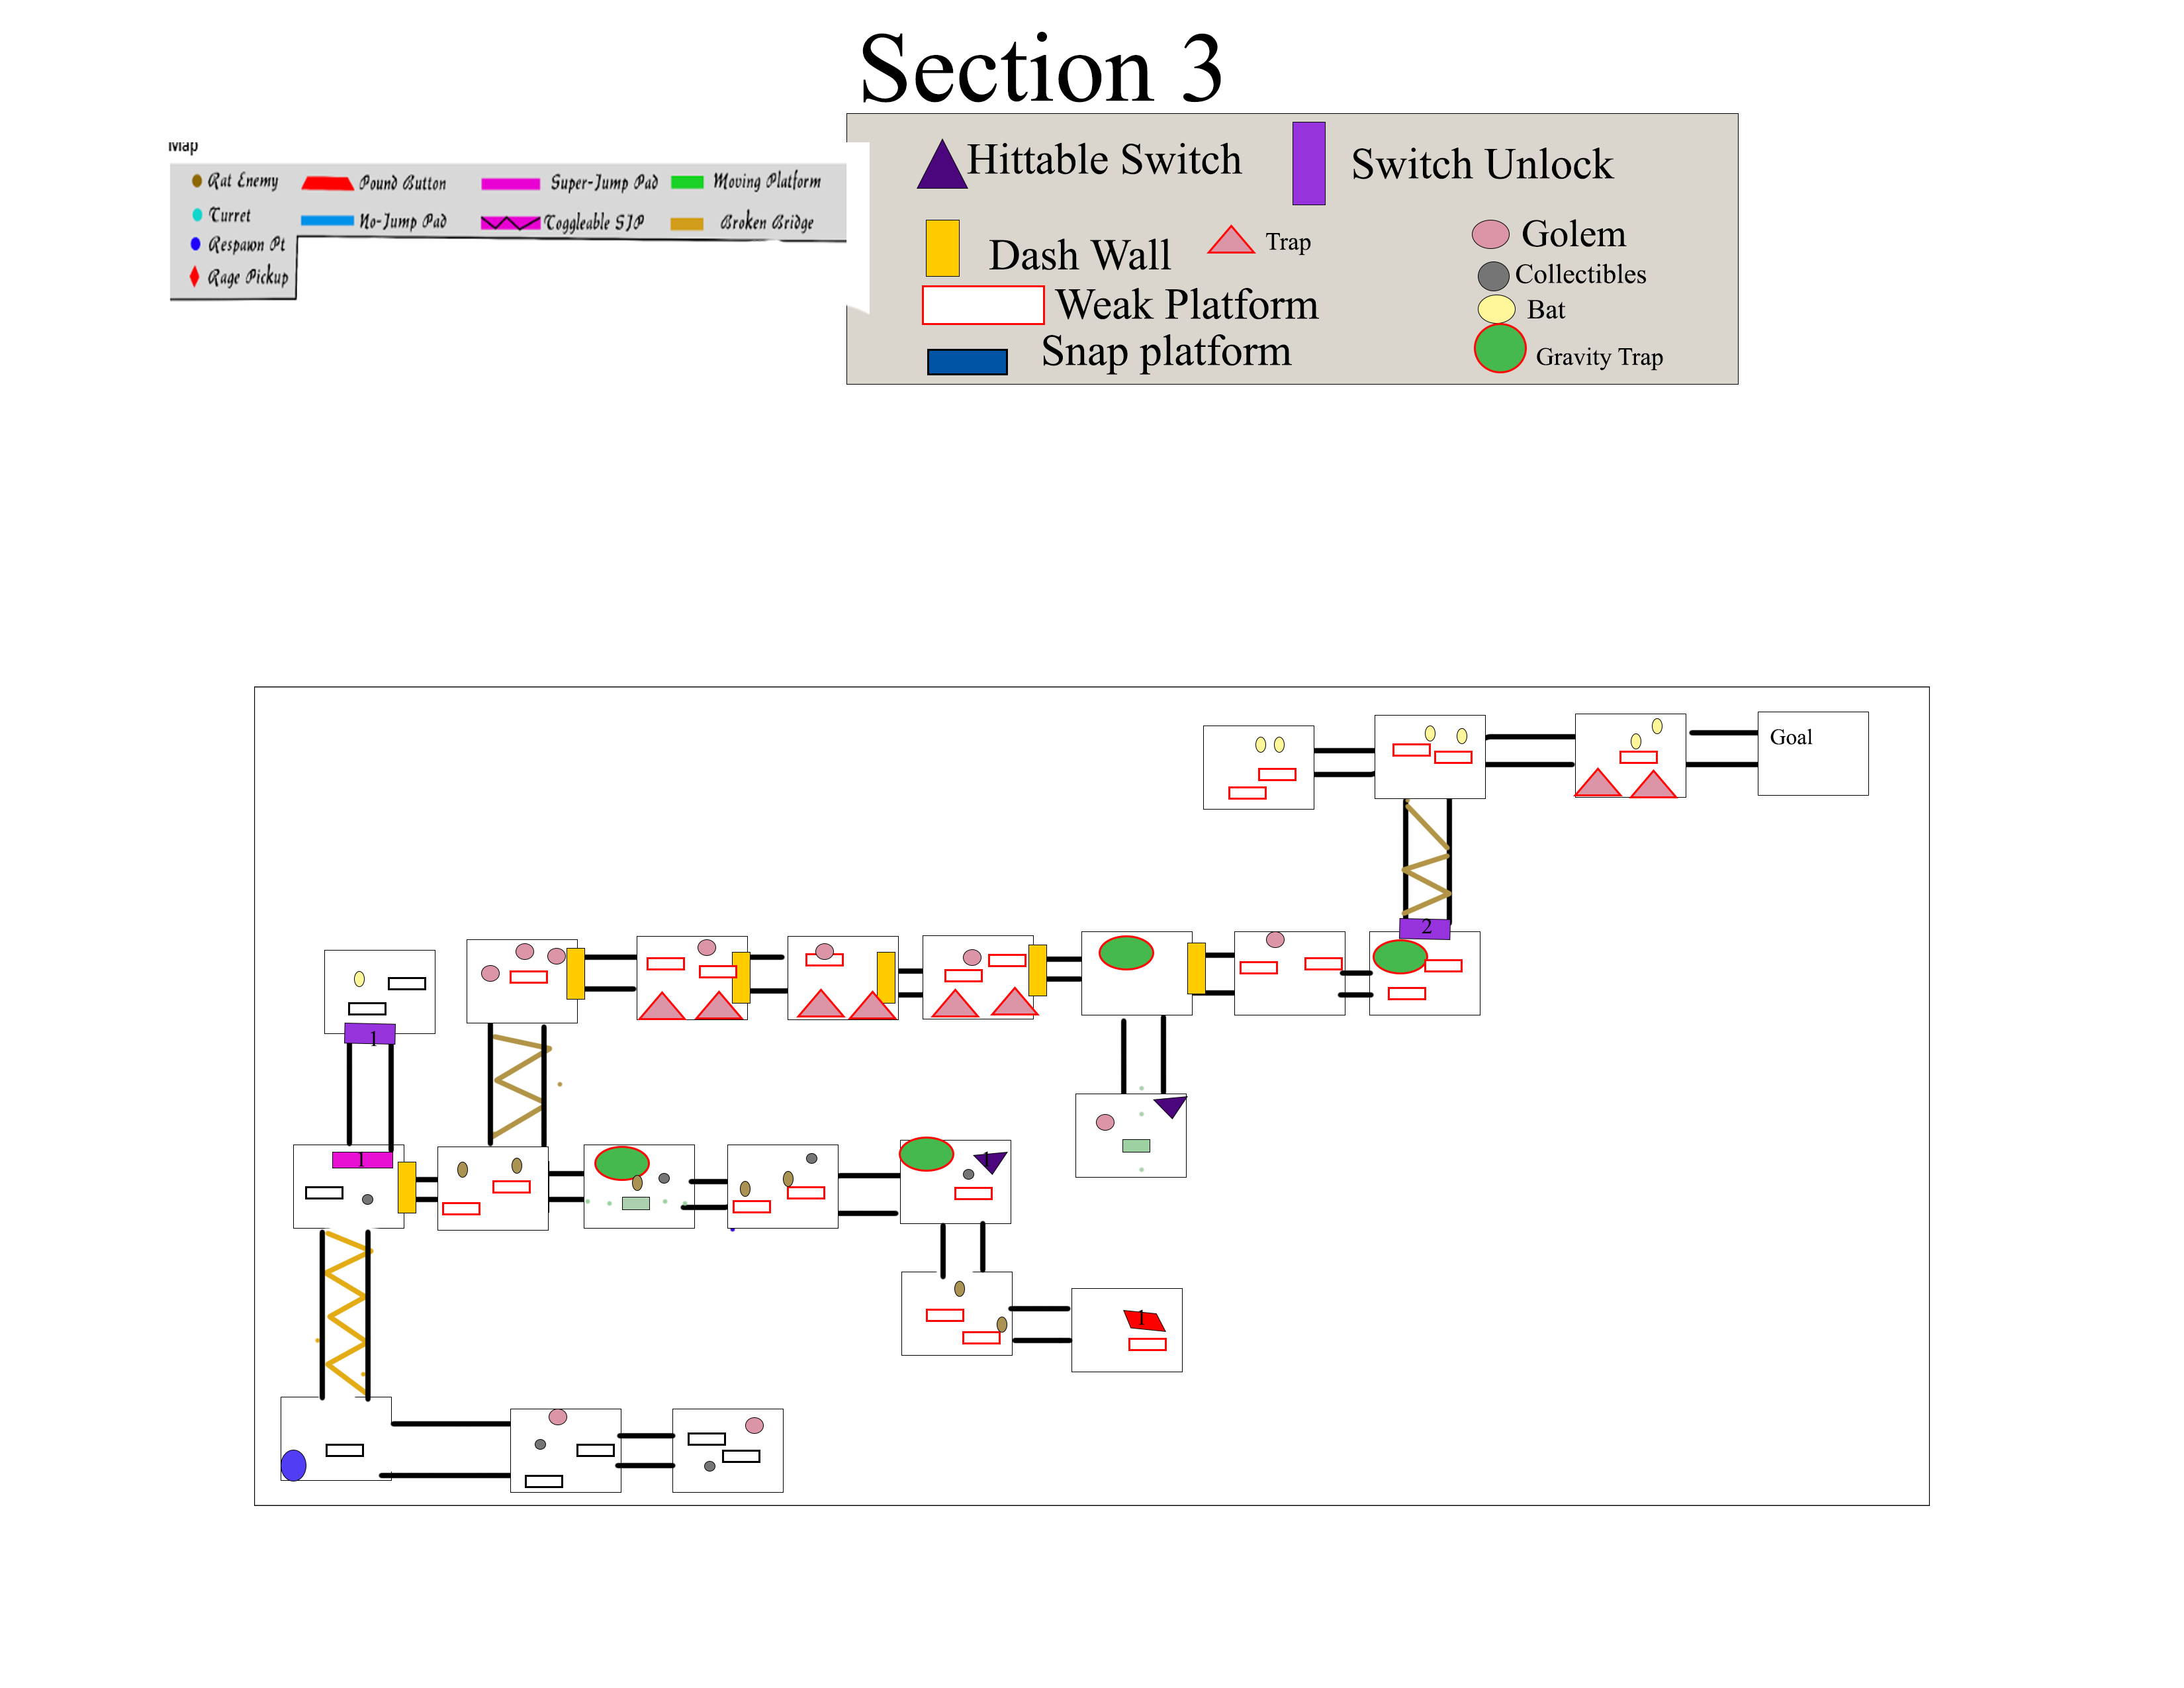 Section 3
Map
Rat Enemy
Pound Button
Super-Jump Pad
Moving Platform
Turret
No-Jump Pad
Toggleable SJP
Broken Bridge
Respawn Pt
Rage Pickup
Hittable Switch
Switch Unlock
Dash Wall
Trap
Golem
Collectibles
Weak Platform
Bat
Snap platform
Gravity Trap
Goal
2
1
1
1
1